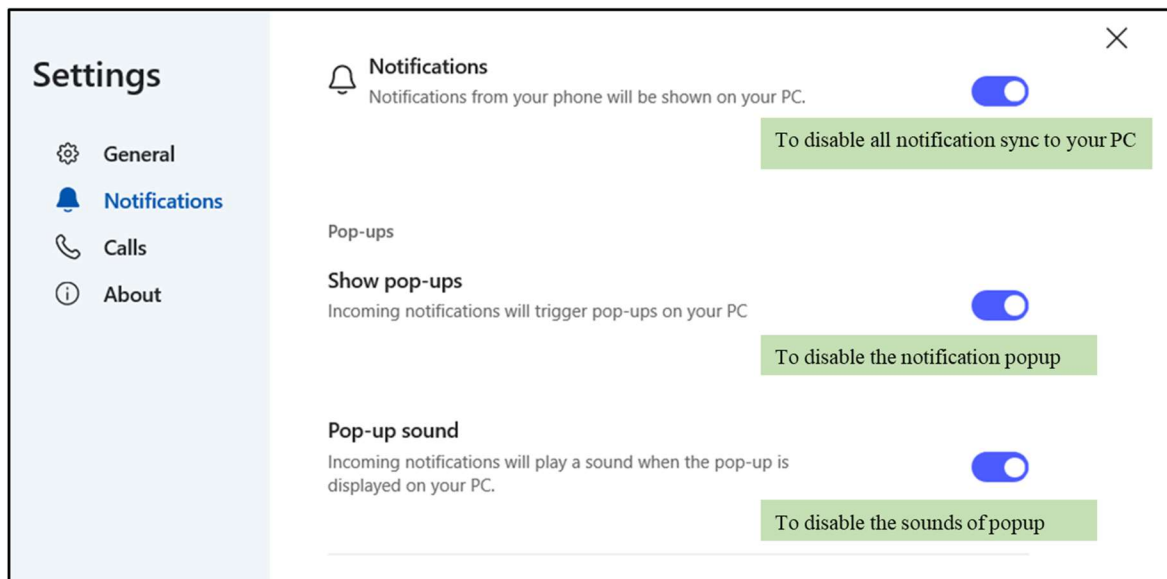 Settings
General
Notifications
Calls
About
Notifications
Notifications from your phone will be shown on your PC.
To disable all notification sync to your PC
Pop-ups
Show pop-ups
Incoming notifications will trigger pop-ups on your PC
To disable the notification popup
Pop-up sound
Incoming notifications will play a sound when the pop-up is
displayed on your PC.
To disable the sounds of popup